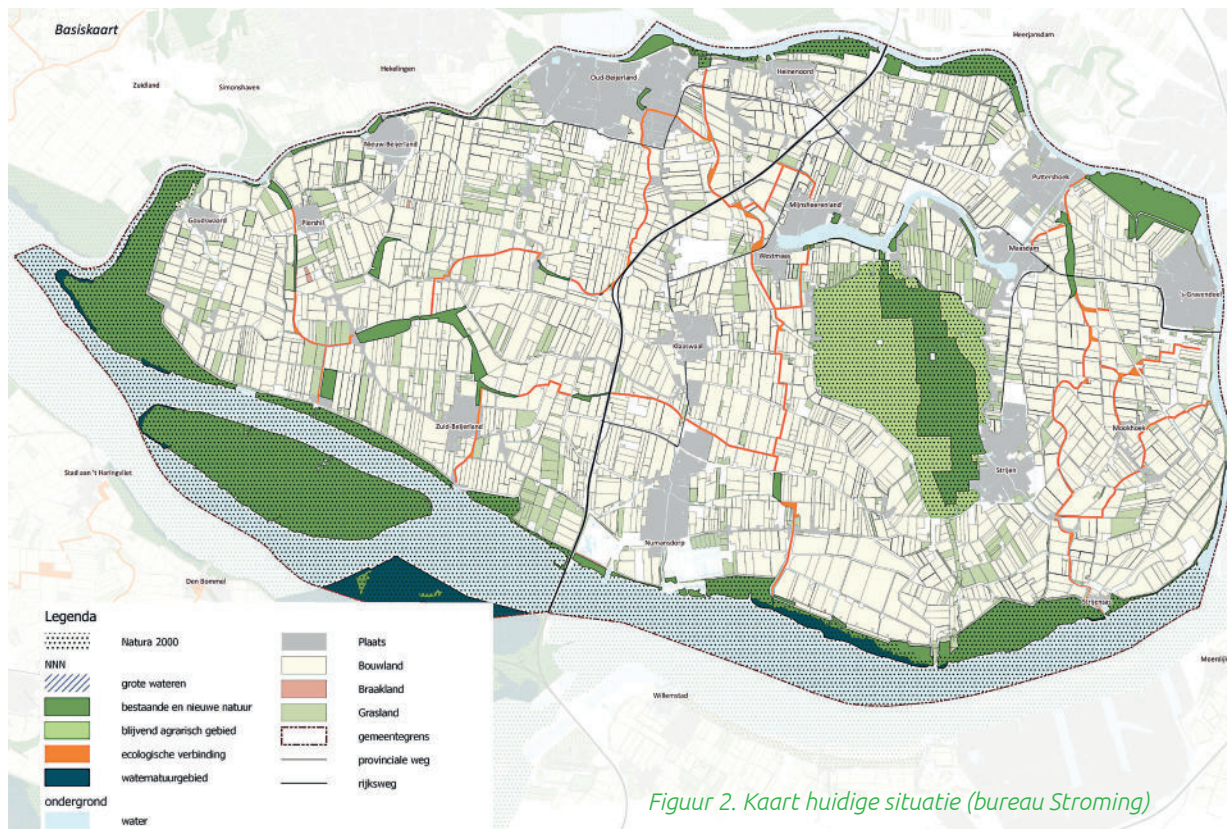 Basiskaart
Heerjansdam
Hekelingen
Oud-Beijerland
Heinenoord
Zuidland
Simonshaven
Nieuw-Beijerland
Puttershoek
Goudswaard
Piershil
Mijnsheerenland
Maasdam
Westmaas
's-Gravendeel
Klaaswaal
Mookhoek
Zuid-Beijerland
Stad aan 't Haringvliet
Strijen
Numansdorp
Den Bommel
Strijensas
Willemstad
Legenda
Natura 2000
NNN
grote wateren
bestaande en nieuwe natuur
blijvend agrarisch gebied
ecologische verbinding
waternatuurgebied
ondergrond
water
Plaats
Bouwland
Braakland
Grasland
gemeentegrens
provinciale weg
rijksweg
Figuur 2. Kaart huidige situatie (bureau Stroming)